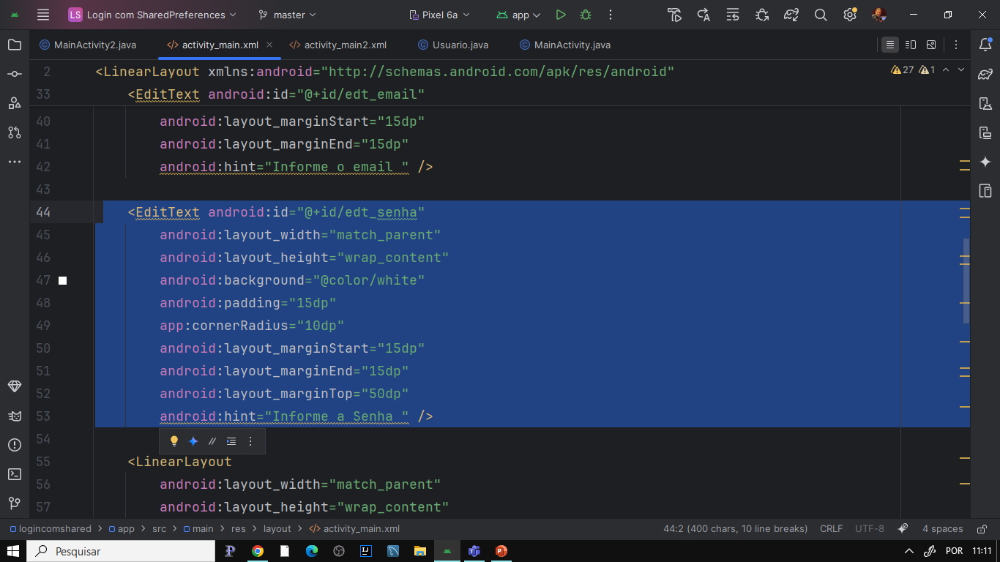 LS Login com SharedPreferences master Pixel 6a app
MainActivity2.java activity_main.xml activity_main2.xml Usuario.java MainActivity.java
2 <LinearLayout xmlns:android="http://schemas.android.com/apk/res/android" 27 1
33 <EditText android:id="@+id/edt_email"
40 android:layout_marginStart="15dp"
41 android:layout_marginEnd="15dp"
42 android:hint="Informe o email " />
43
44 <EditText android:id="@+id/edt_senha"
45 android:layout_width="match_parent"
46 android:layout_height="wrap_content"
47 android:background="@color/white"
48 android:padding="15dp"
49 app:cornerRadius="10dp"
50 android:layout_marginStart="15dp"
51 android:layout_marginEnd="15dp"
52 android:layout_marginTop="50dp"
53 android:hint="Informe a Senha " />
54
55 <LinearLayout
56 android:layout_width="match_parent"
57 android:layout_height="wrap_content"
logincomshared > app > src > main > res > layout > activity_main.xml 44:2 (400 chars, 10 line breaks) CRLF UTF-8 4 spaces
Pesquisar POR 11:11